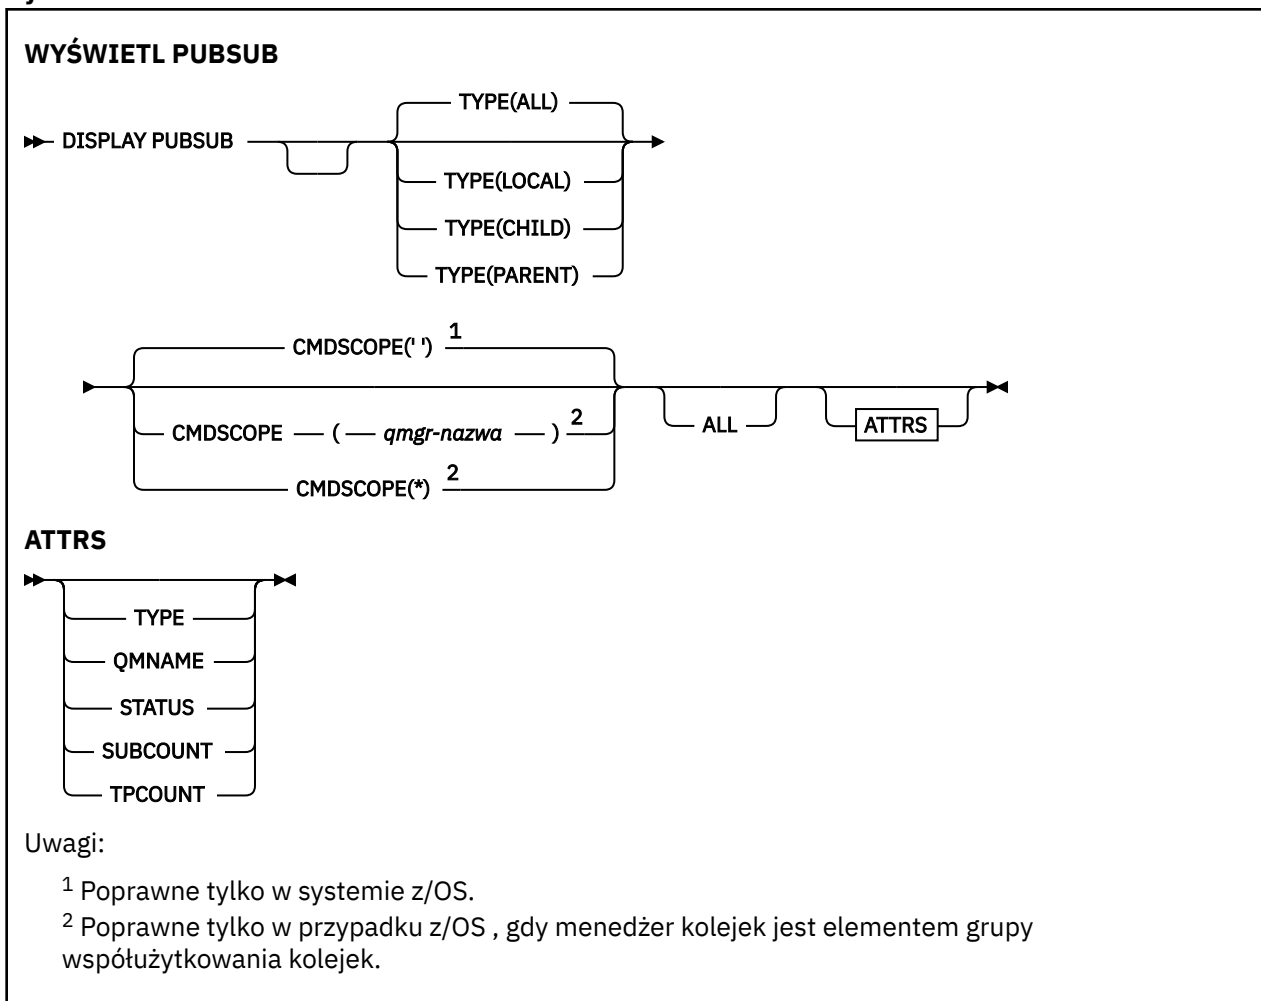 WYŚWIETL PUBSUB
TYPE(ALL)
DISPLAY PUBSUB
TYPE(LOCAL)
TYPE(CHILD)
TYPE(PARENT)
CMDSCOPE(' ') 1
CMDSCOPE ( qmgr-nazwa ) 2
ALL
ATTRS
CMDSCOPE(*) 2
ATTRS
TYPE
QMNAME
STATUS
SUBCOUNT
TPCOUNT
Uwagi:
1 Poprawne tylko w systemie z/OS.
2 Poprawne tylko w przypadku z/OS , gdy menedżer kolejek jest elementem grupy
współużytkowania kolejek.